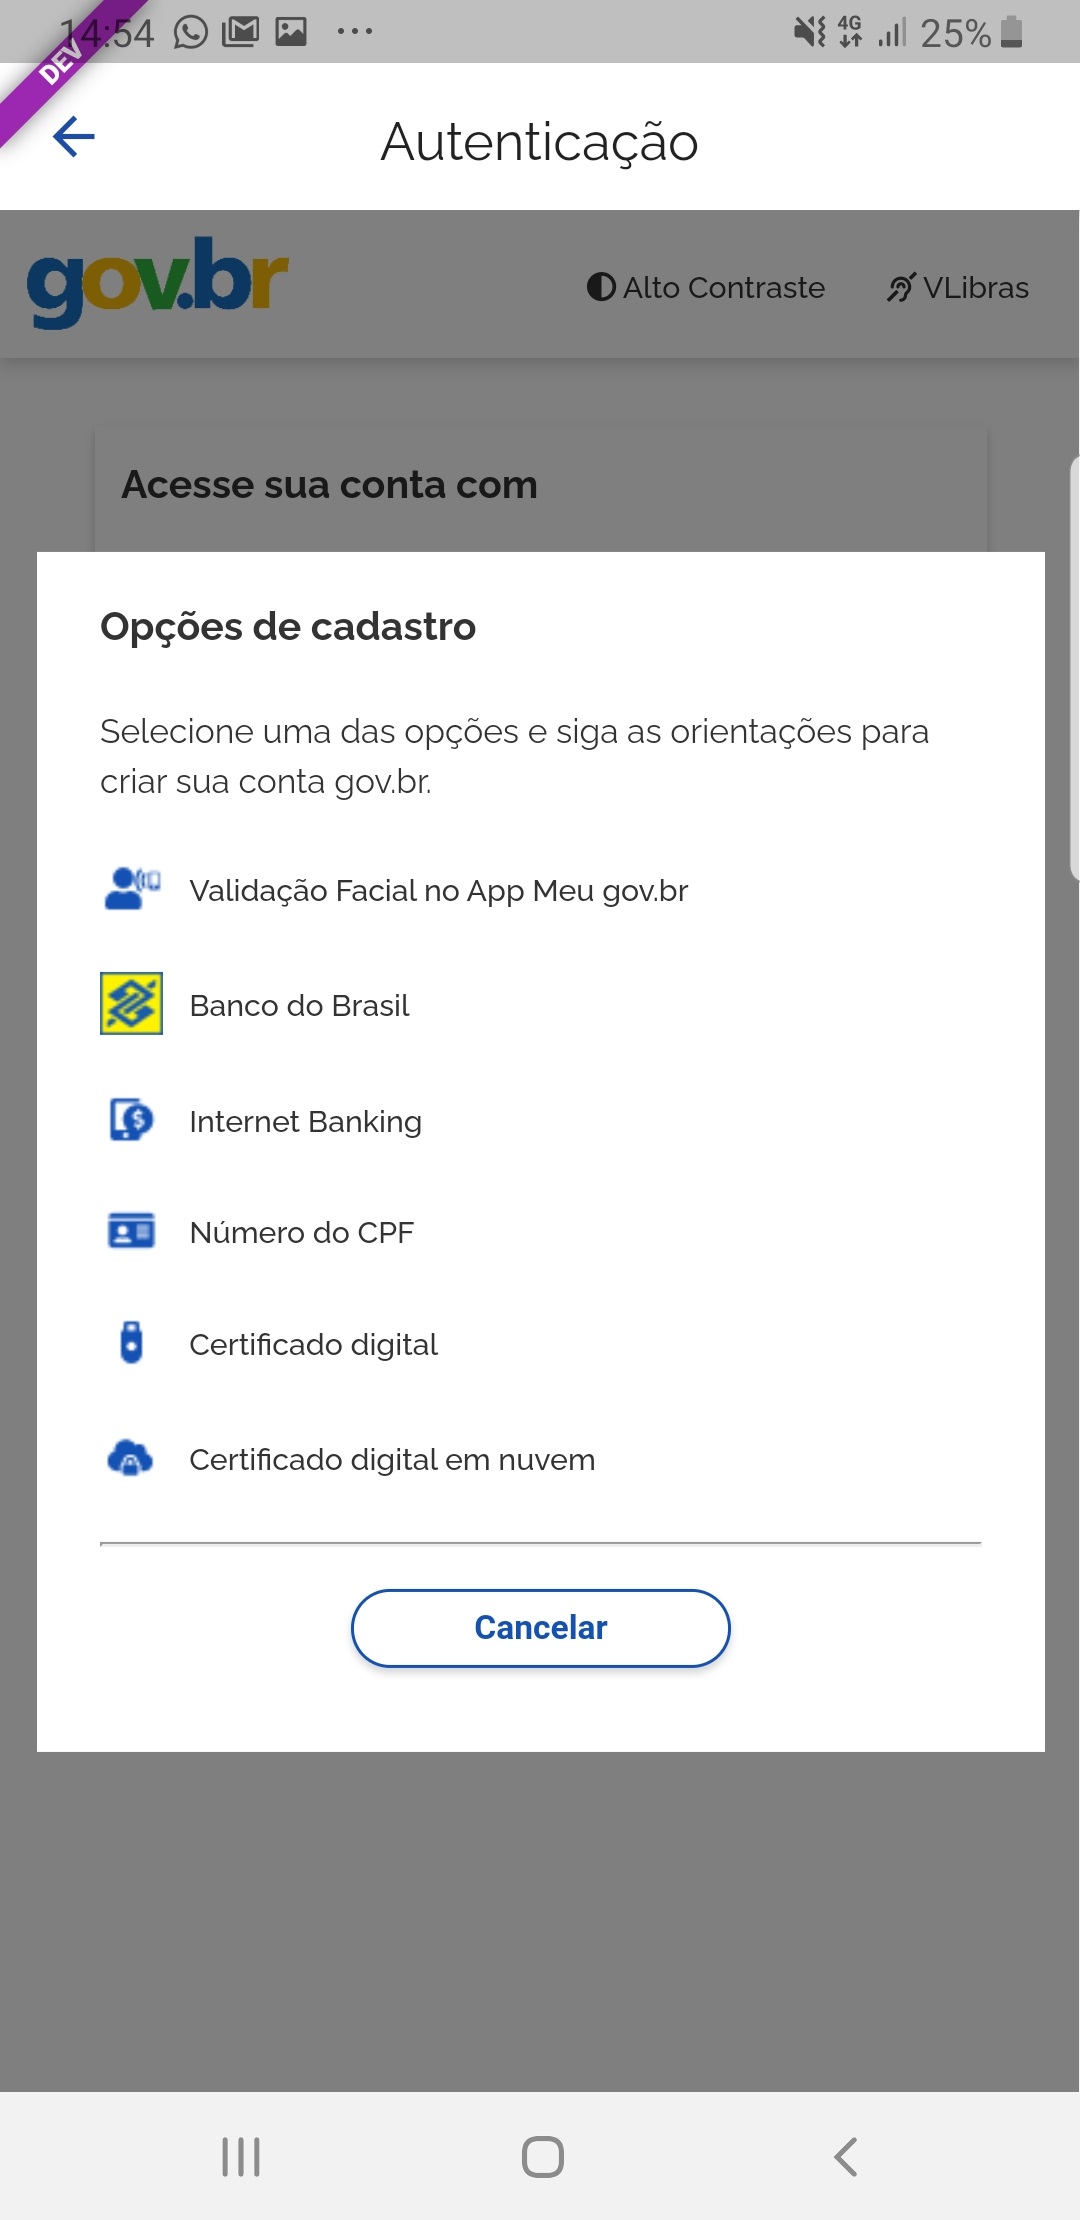 14:54
4G
25%
DEV
Autenticação
gov.br
Alto Contraste
VLibras
Acesse sua conta com
Opções de cadastro
Selecione uma das opções e siga as orientações para
criar sua conta gov.br.
Validação Facial no App Meu gov.br
Banco do Brasil
Internet Banking
Número do CPF
Certificado digital
Certificado digital em nuvem
Cancelar